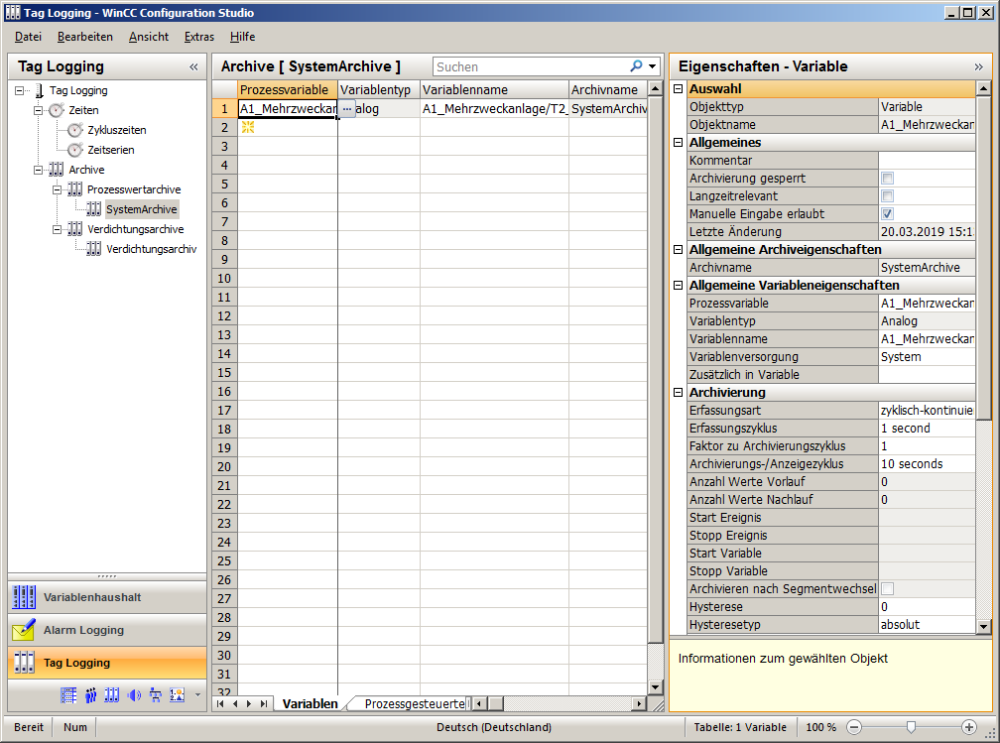 Tag Logging - WinCC Configuration Studio
Datei Bearbeiten Ansicht Extras Hilfe
Tag Logging «
Tag Logging
Zeiten
Zykluszeiten
Zeitserien
Archive
Prozesswertarchive
SystemArchive
Verdichtungsarchive
Verdichtungsarchiv
Variablenhaushalt
Alarm Logging
Tag Logging
Archive [ SystemArchive ] Suchen
Prozessvariable Variablentyp Variablenname Archivname
1 A1_Mehrzweckanl ... alog A1_Mehrzweckanlage/T2_ SystemArchiv
2
3
4
5
6
7
8
9
10
11
12
13
14
15
16
17
18
19
20
21
22
23
24
25
26
27
28
29
30
31
32
Variablen Prozessgesteuerte
Eigenschaften - Variable »
Auswahl
Objekttyp Variable
Objektname A1_Mehrzweckan
Allgemeines
Kommentar
Archivierung gesperrt
Langzeitrelevant
Manuelle Eingabe erlaubt
Letzte Änderung 20.03.2019 15:1
Allgemeine Archiveigenschaften
Archivname SystemArchive
Allgemeine Variableneigenschaften
Prozessvariable A1_Mehrzweckan
Variablentyp Analog
Variablenname A1_Mehrzweckan
Variablenversorgung System
Zusätzlich in Variable
Archivierung
Erfassungsart zyklisch-kontinuie
Erfassungszyklus 1 second
Faktor zu Archivierungszyklus 1
Archivierungs-/Anzeigezyklus 10 seconds
Anzahl Werte Vorlauf 0
Anzahl Werte Nachlauf 0
Start Ereignis
Stopp Ereignis
Start Variable
Stopp Variable
Archivieren nach Segmentwechsel
Hysterese 0
Hysteresetyp absolut
Informationen zum gewählten Objekt
Bereit Num Deutsch (Deutschland) Tabelle: 1 Variable 100 %